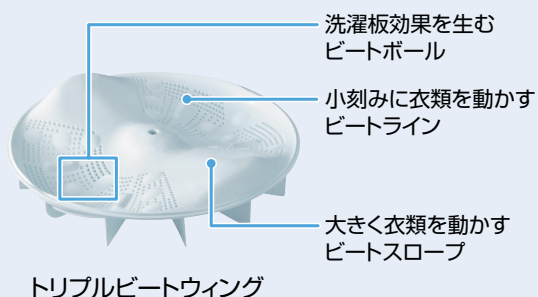 洗濯板効果を生む
ビートボール
小刻みに衣類を動かす
ビートライン
大きく衣類を動かす
ビートスロープ
トリプルビートウィング